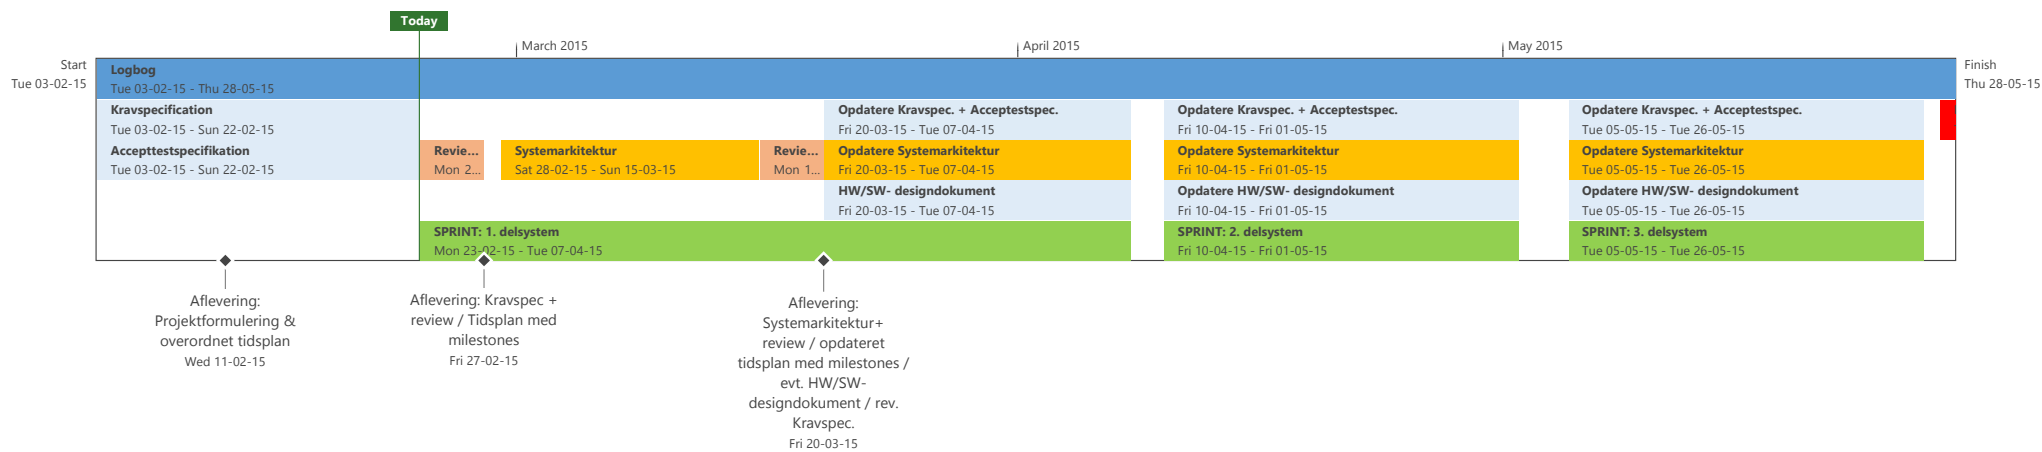 Today
March 2015
April 2015
May 2015
Start
Tue 03-02-15
Finish
Thu 28-05-15
Logbog
Tue 03-02-15 - Thu 28-05-15
Kravspecification
Tue 03-02-15 - Sun 22-02-15
Opdatere Kravspec. + Acceptestspec.
Fri 20-03-15 - Tue 07-04-15
Opdatere Kravspec. + Acceptestspec.
Fri 10-04-15 - Fri 01-05-15
Opdatere Kravspec. + Acceptestspec.
Tue 05-05-15 - Tue 26-05-15
Accepttestspecifikation
Tue 03-02-15 - Sun 22-02-15
Revie...
Mon 2...
Systemarkitektur
Sat 28-02-15 - Sun 15-03-15
Revie...
Mon 1...
Opdatere Systemarkitektur
Fri 20-03-15 - Tue 07-04-15
Opdatere Systemarkitektur
Fri 10-04-15 - Fri 01-05-15
Opdatere Systemarkitektur
Tue 05-05-15 - Tue 26-05-15
HW/SW- designdokument
Fri 20-03-15 - Tue 07-04-15
Opdatere HW/SW- designdokument
Fri 10-04-15 - Fri 01-05-15
Opdatere HW/SW- designdokument
Tue 05-05-15 - Tue 26-05-15
SPRINT: 1. delsystem
Mon 23-02-15 - Tue 07-04-15
SPRINT: 2. delsystem
Fri 10-04-15 - Fri 01-05-15
SPRINT: 3. delsystem
Tue 05-05-15 - Tue 26-05-15
Aflevering:
Projektformulering &
overordnet tidsplan
Wed 11-02-15
Aflevering: Kravspec +
review / Tidsplan med
milestones
Fri 27-02-15
Aflevering:
Systemarkitektur+
review / opdateret
tidsplan med milestones /
evt. HW/SW-
designdokument / rev.
Kravspec.
Fri 20-03-15